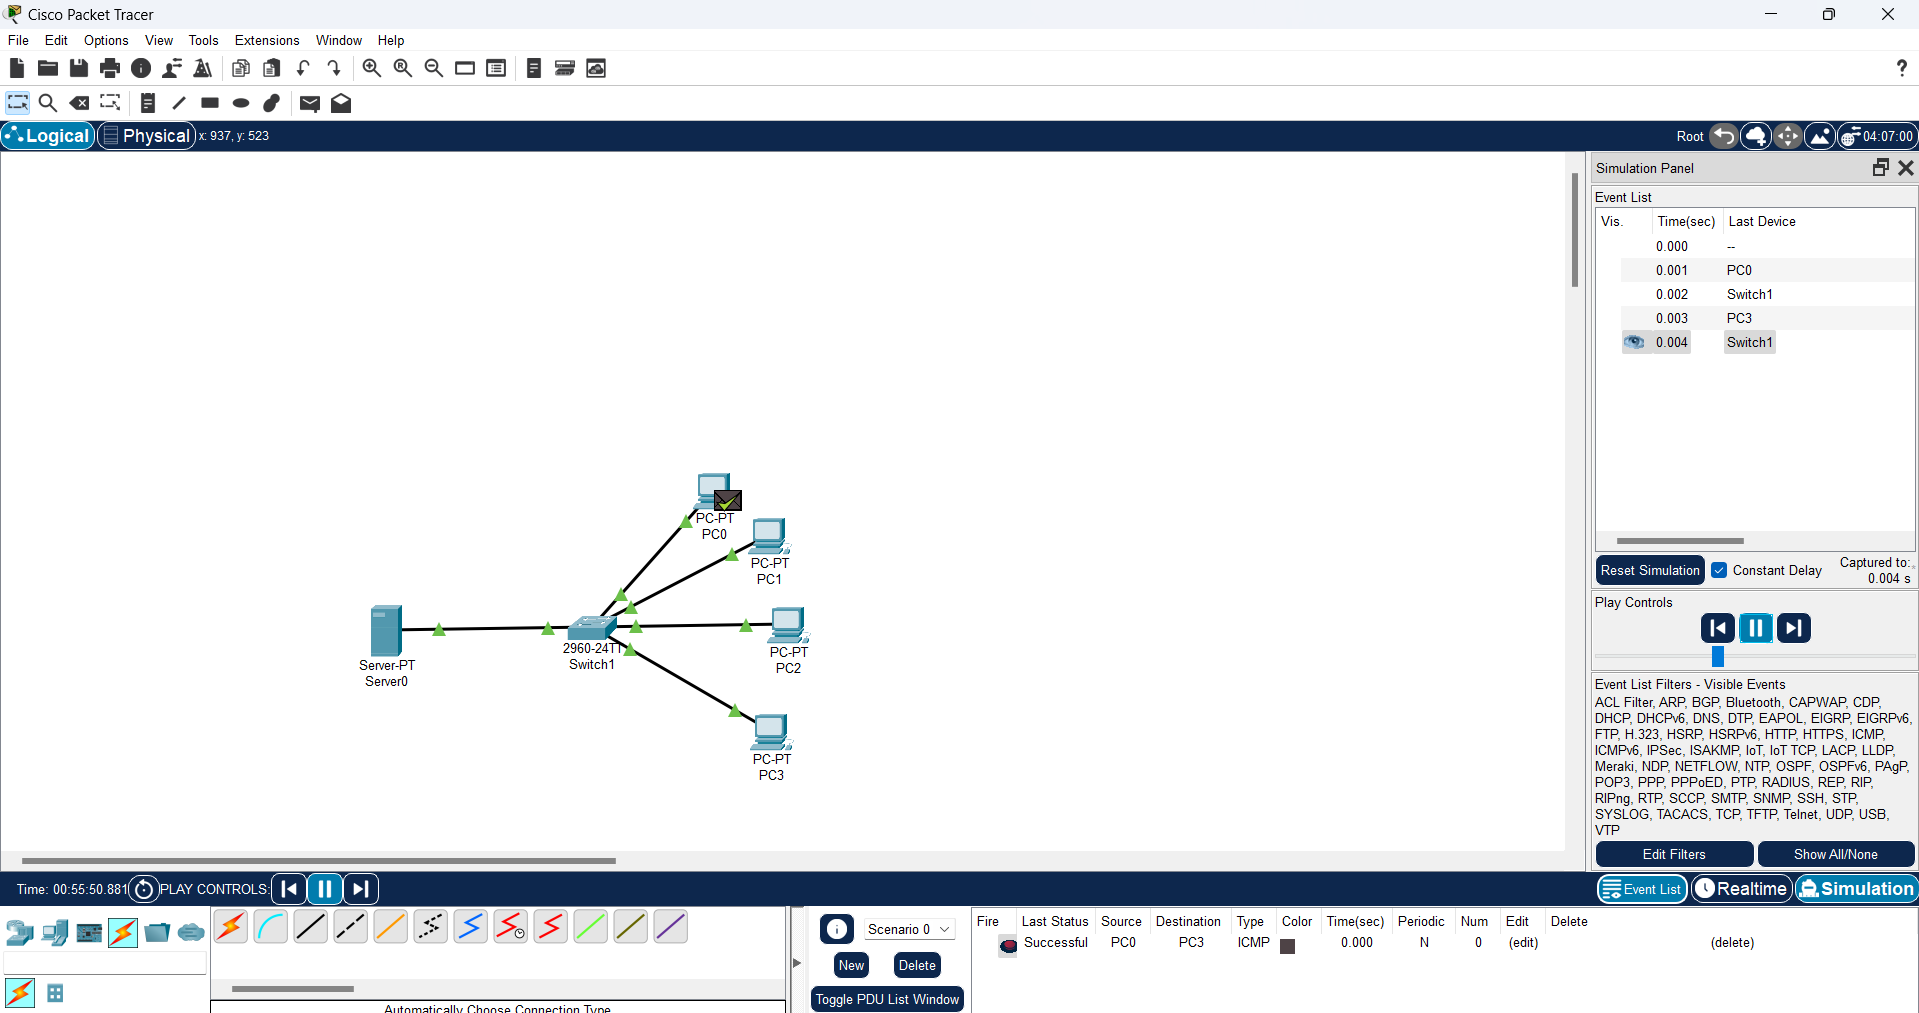 Cisco Packet Tracer
File Edit Options View Tools Extensions Window Help
?
Logical Physical x: 937, y: 523 Root 04:07:00
Simulation Panel
Event List
Vis. Time(sec) Last Device
0.000 --
0.001 PC0
0.002 Switch1
0.003 PC3
0.004 Switch1
Reset Simulation Constant Delay Captured to:
0.004 s
Play Controls
Event List Filters - Visible Events
ACL Filter, ARP, BGP, Bluetooth, CAPWAP, CDP,
DHCP, DHCPv6, DNS, DTP, EAPOL, EIGRP, EIGRPv6,
FTP, H.323, HSRP, HSRPv6, HTTP, HTTPS, ICMP,
ICMPv6, IPSec, ISAKMP, IoT, IoT TCP, LACP, LLDP,
Meraki, NDP, NETFLOW, NTP, OSPF, OSPFv6, PAgP,
POP3, PPP, PPPoED, PTP, RADIUS, REP, RIP,
RIPng, RTP, SCCP, SMTP, SNMP, SSH, STP,
SYSLOG, TACACS, TCP, TFTP, Telnet, UDP, USB,
VTP
Edit Filters Show All/None
PC-PT
PC0
PC-PT
PC1
Server-PT
Server0
2960-24TT
Switch1
PC-PT
PC2
PC-PT
PC3
Time: 00:55:50.881 PLAY CONTROLS: Event List Realtime Simulation
Scenario 0
New Delete
Toggle PDU List Window
Fire Last Status Source Destination Type Color Time(sec) Periodic Num Edit Delete
Successful PC0 PC3 ICMP 0.000 N 0 (edit) (delete)
Automatically Choose Connection Type